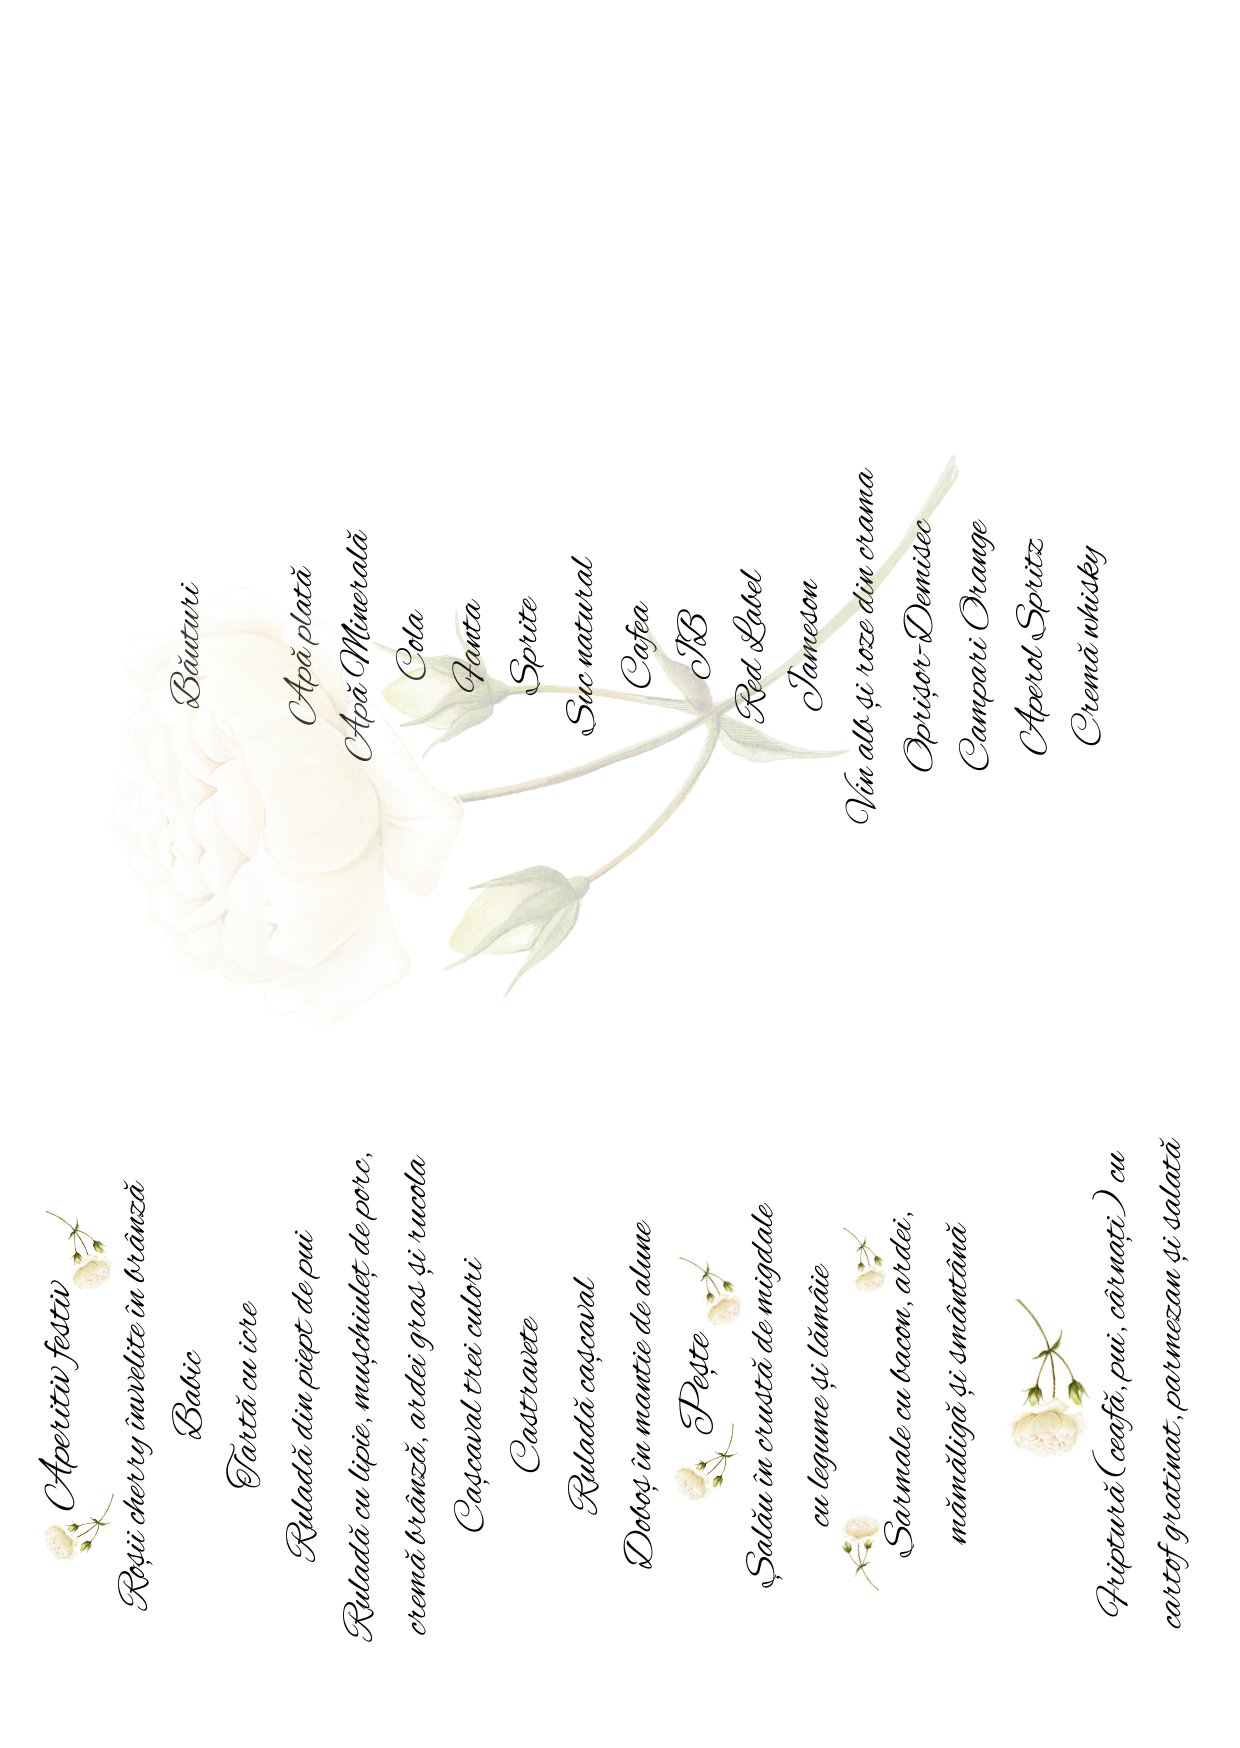 Aperitiv festiv
Roșii cherry învelite în brânză
Babic
Tartă cu icre
Ruladă din piept de pui
Ruladă cu lipie, mușchiuleț de porc,
cremă brânză, ardei gras și rucola
Cașcaval trei culori
Castravete
Ruladă cașcaval
Doboș în mantie de alune
Pește
Șalău în crustă de migdale
cu legume și lămâie
Sarmale cu bacon, ardei,
mămăligă și smântână
Friptură (ceafă, pui, cârnați) cu
cartof gratinat, parmezan și salată
Băuturi
Apă plată
Apă Minerală
Cola
Fanta
Sprite
Suc natural
Cafea
JB
Red Label
Jameson
Vin alb și roze din crama
Oprișor-Demisec
Campari Orange
Aperol Spritz
Cremă whisky